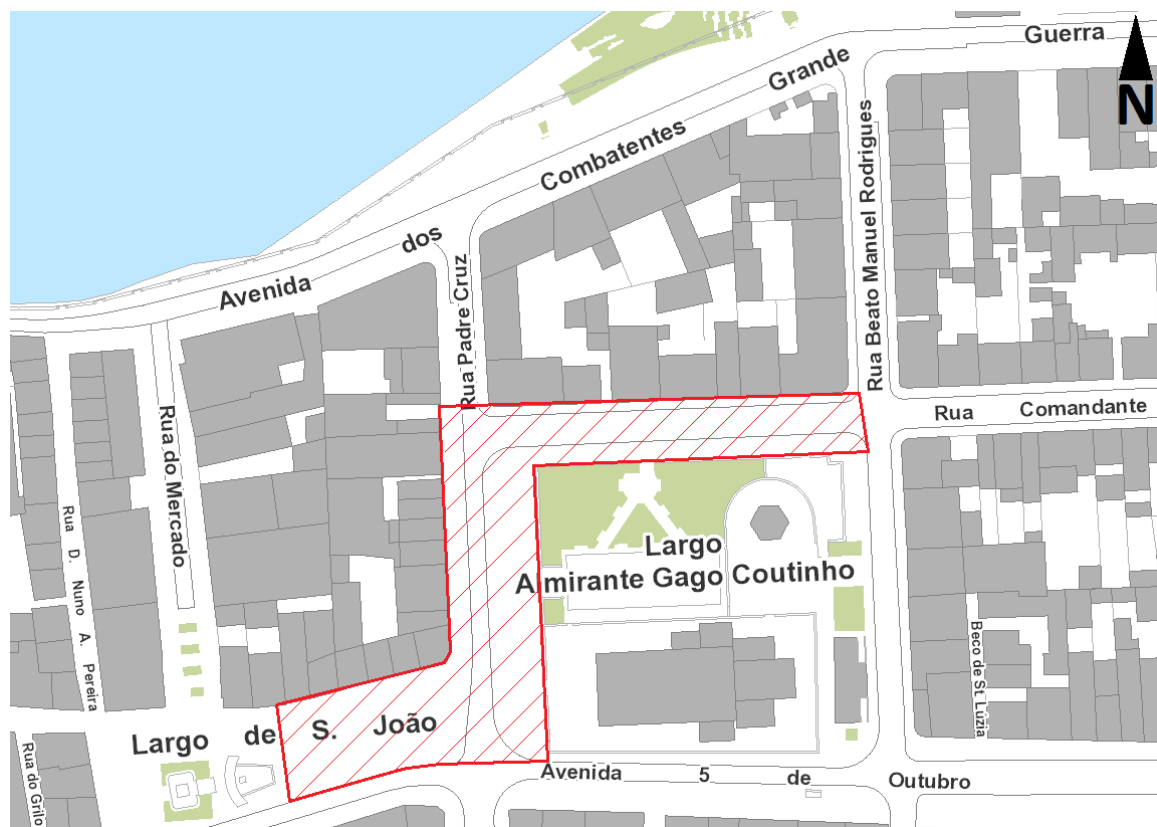 Guerra
Grande
N
Combatentes
dos
Avenida
Rua Beato Manuel Rodrigues
Rua Padre Cruz
Rua do Mercado
Rua Comandante
Rua D. Nuno A. Pereira
Largo
Almirante Gago Coutinho
Beco de St. Luzia
Largo de S. João
Rua do Grilo
Avenida 5 de Outubro